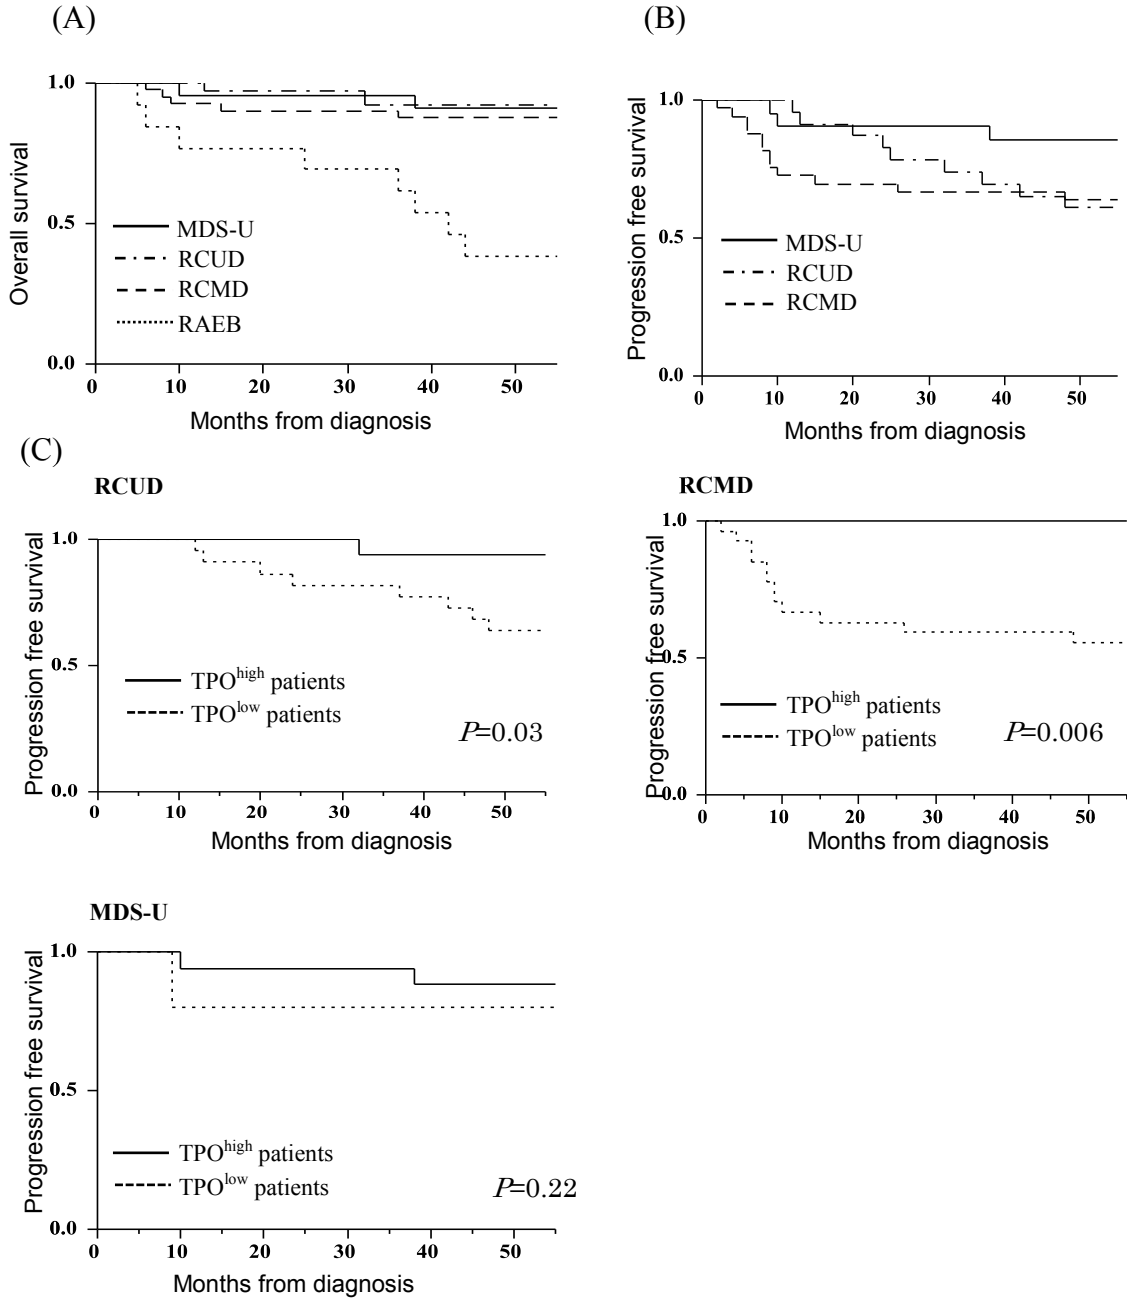 (A)
Overall survival
1.0
0.5
0.0
MDS-U
RCUD
RCMD
RAEB
0 10 20 30 40 50
Months from diagnosis
(B)
Progression free survival
1.0
0.5
0.0
MDS-U
RCUD
RCMD
0 10 20 30 40 50
Months from diagnosis
(C)
RCUD
Progression free survival
1.0
0.5
0.0
TPOhigh patients
TPOlow patients
P=0.03
0 10 20 30 40 50
Months from diagnosis
RCMD
Progression free survival
1.0
0.5
0.0
TPOhigh patients
TPOlow patients
P=0.006
0 10 20 30 40 50
Months from diagnosis
MDS-U
Progression free survival
1.0
0.5
0.0
TPOhigh patients
TPOlow patients
P=0.22
0 10 20 30 40 50
Months from diagnosis